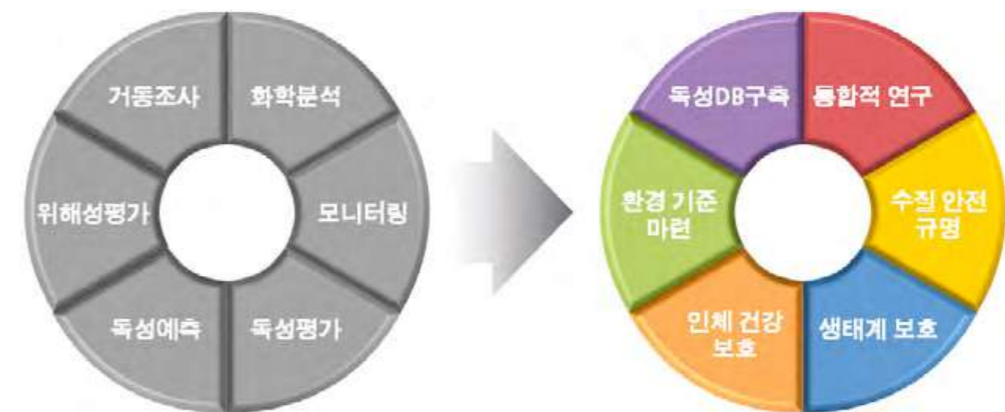 거동조사
화학분석
위해성평가
모니터링
독성예측
독성평가
독성DB구축
통합적 연구
환경 기준
마련
수질 안전
규명
인체 건강
보호
생태계 보호